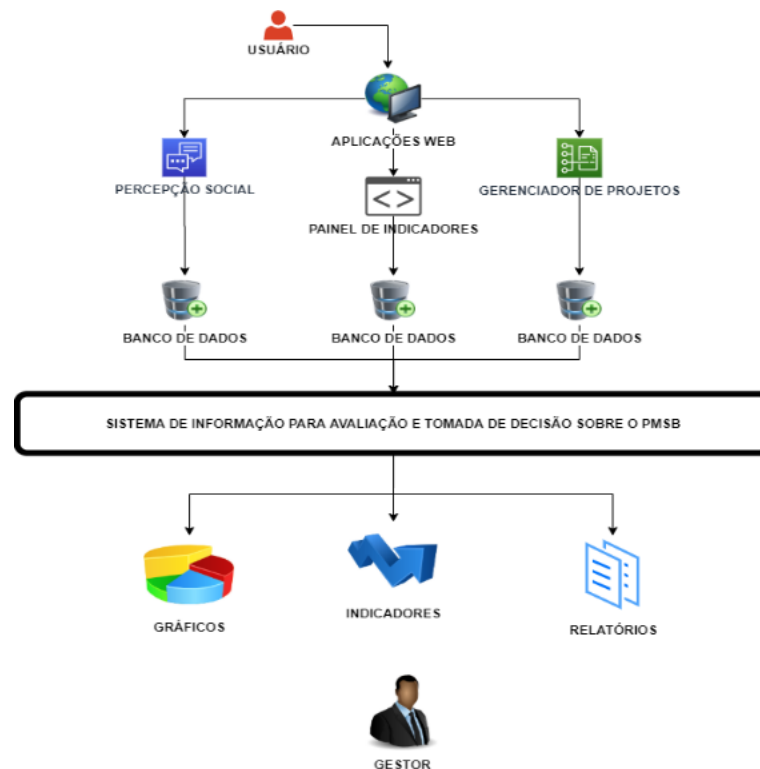 USUÁRIO
APLICAÇÕES WEB
PERCEPÇÃO SOCIAL
GERENCIADOR DE PROJETOS
PAINEL DE INDICADORES
BANCO DE DADOS
BANCO DE DADOS
BANCO DE DADOS
SISTEMA DE INFORMAÇÃO PARA AVALIAÇÃO E TOMADA DE DECISÃO SOBRE O PMSB
GRÁFICOS
INDICADORES
RELATÓRIOS
GESTOR